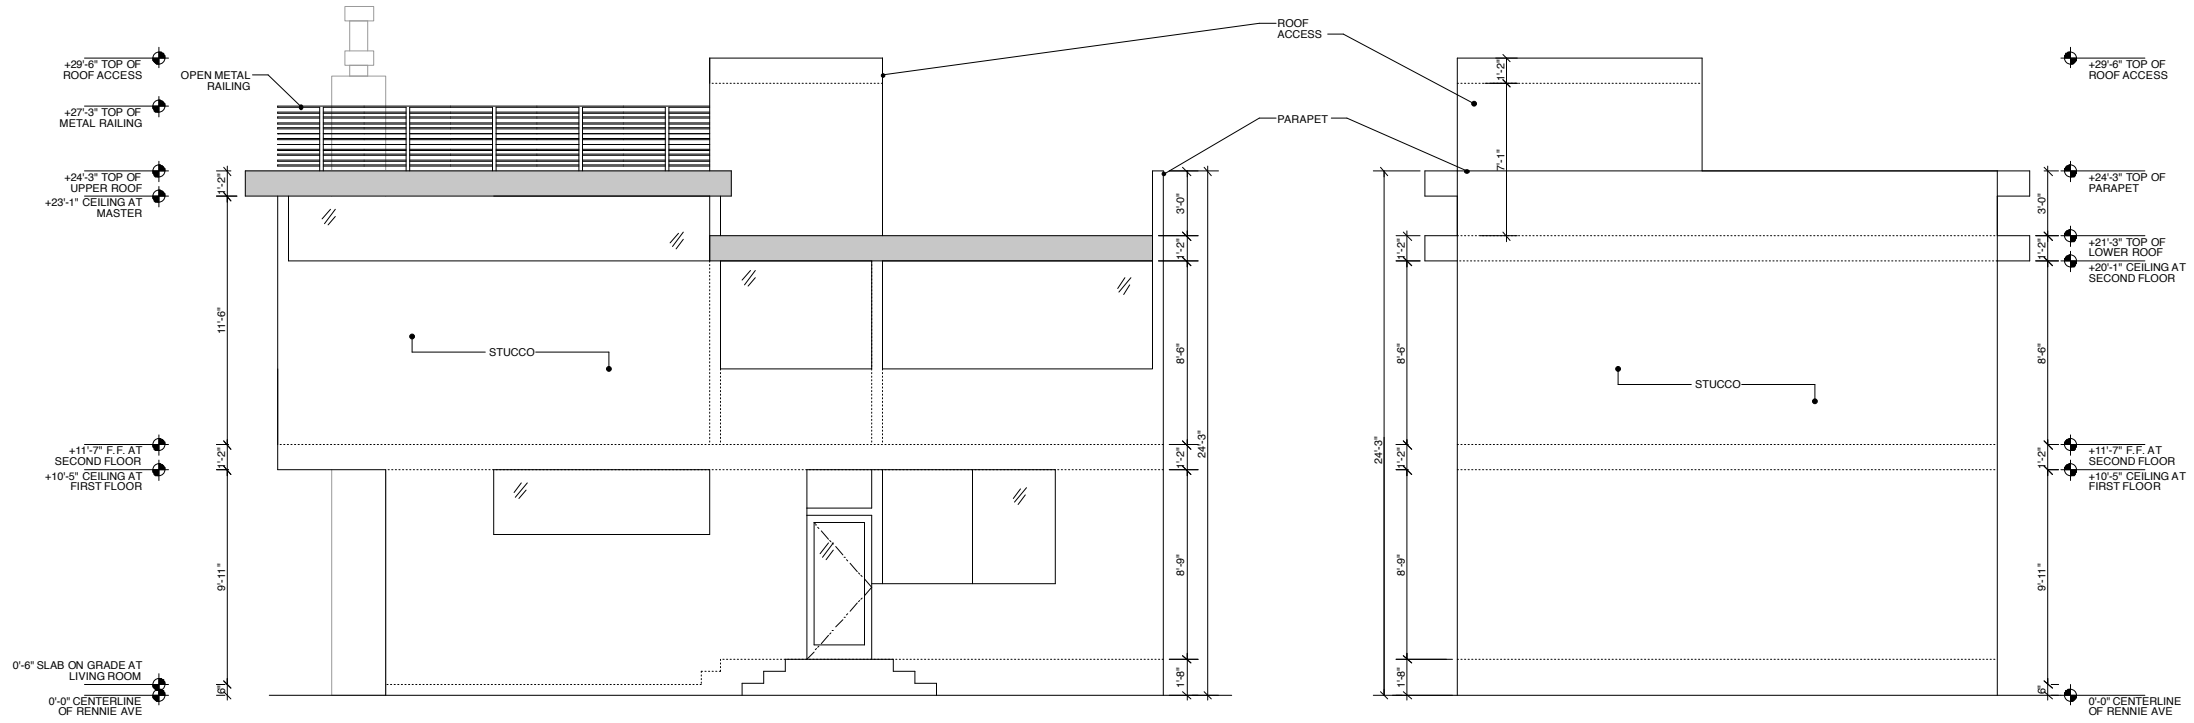 +29'-6" TOP OF
ROOF ACCESS
+27'-3" TOP OF
METAL RAILING
+24'-3" TOP OF
UPPER ROOF
+23'-1" CEILING AT
MASTER
+11'-7" F.F. AT
SECOND FLOOR
+10'-5" CEILING AT
FIRST FLOOR
0'-6" SLAB ON GRADE AT
LIVING ROOM
0'-0" CENTERLINE
OF RENNIE AVE
1'-2"
11'-6"
1'-2"
9'-11"
6"
OPEN METAL
RAILING
STUCCO
3'-0"
1'-2"
8'-6"
1'-2"
8'-9"
1'-8"
24'-3"
ROOF
ACCESS
PARAPET
24'-3"
1'-2"
8'-6"
1'-2"
8'-9"
1'-8"
1'-2"
7'-1"
STUCCO
3'-0"
1'-2"
8'-6"
1'-2"
9'-11"
6"
+29'-6" TOP OF
ROOF ACCESS
+24'-3" TOP OF
PARAPET
+21'-3" TOP OF
LOWER ROOF
+20'-1" CEILING AT
SECOND FLOOR
+11'-7" F.F. AT
SECOND FLOOR
+10'-5" CEILING AT
FIRST FLOOR
0'-0" CENTERLINE
OF RENNIE AVE